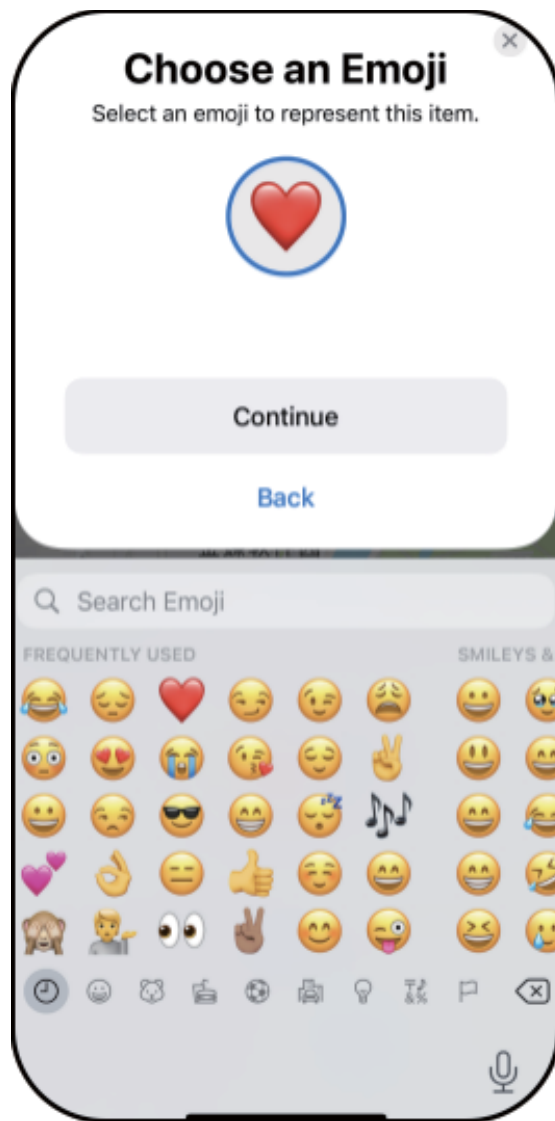 Choose an Emoji
Select an emoji to represent this item.
Continue
Back
Search Emoji
FREQUENTLY USED
SMILEYS &